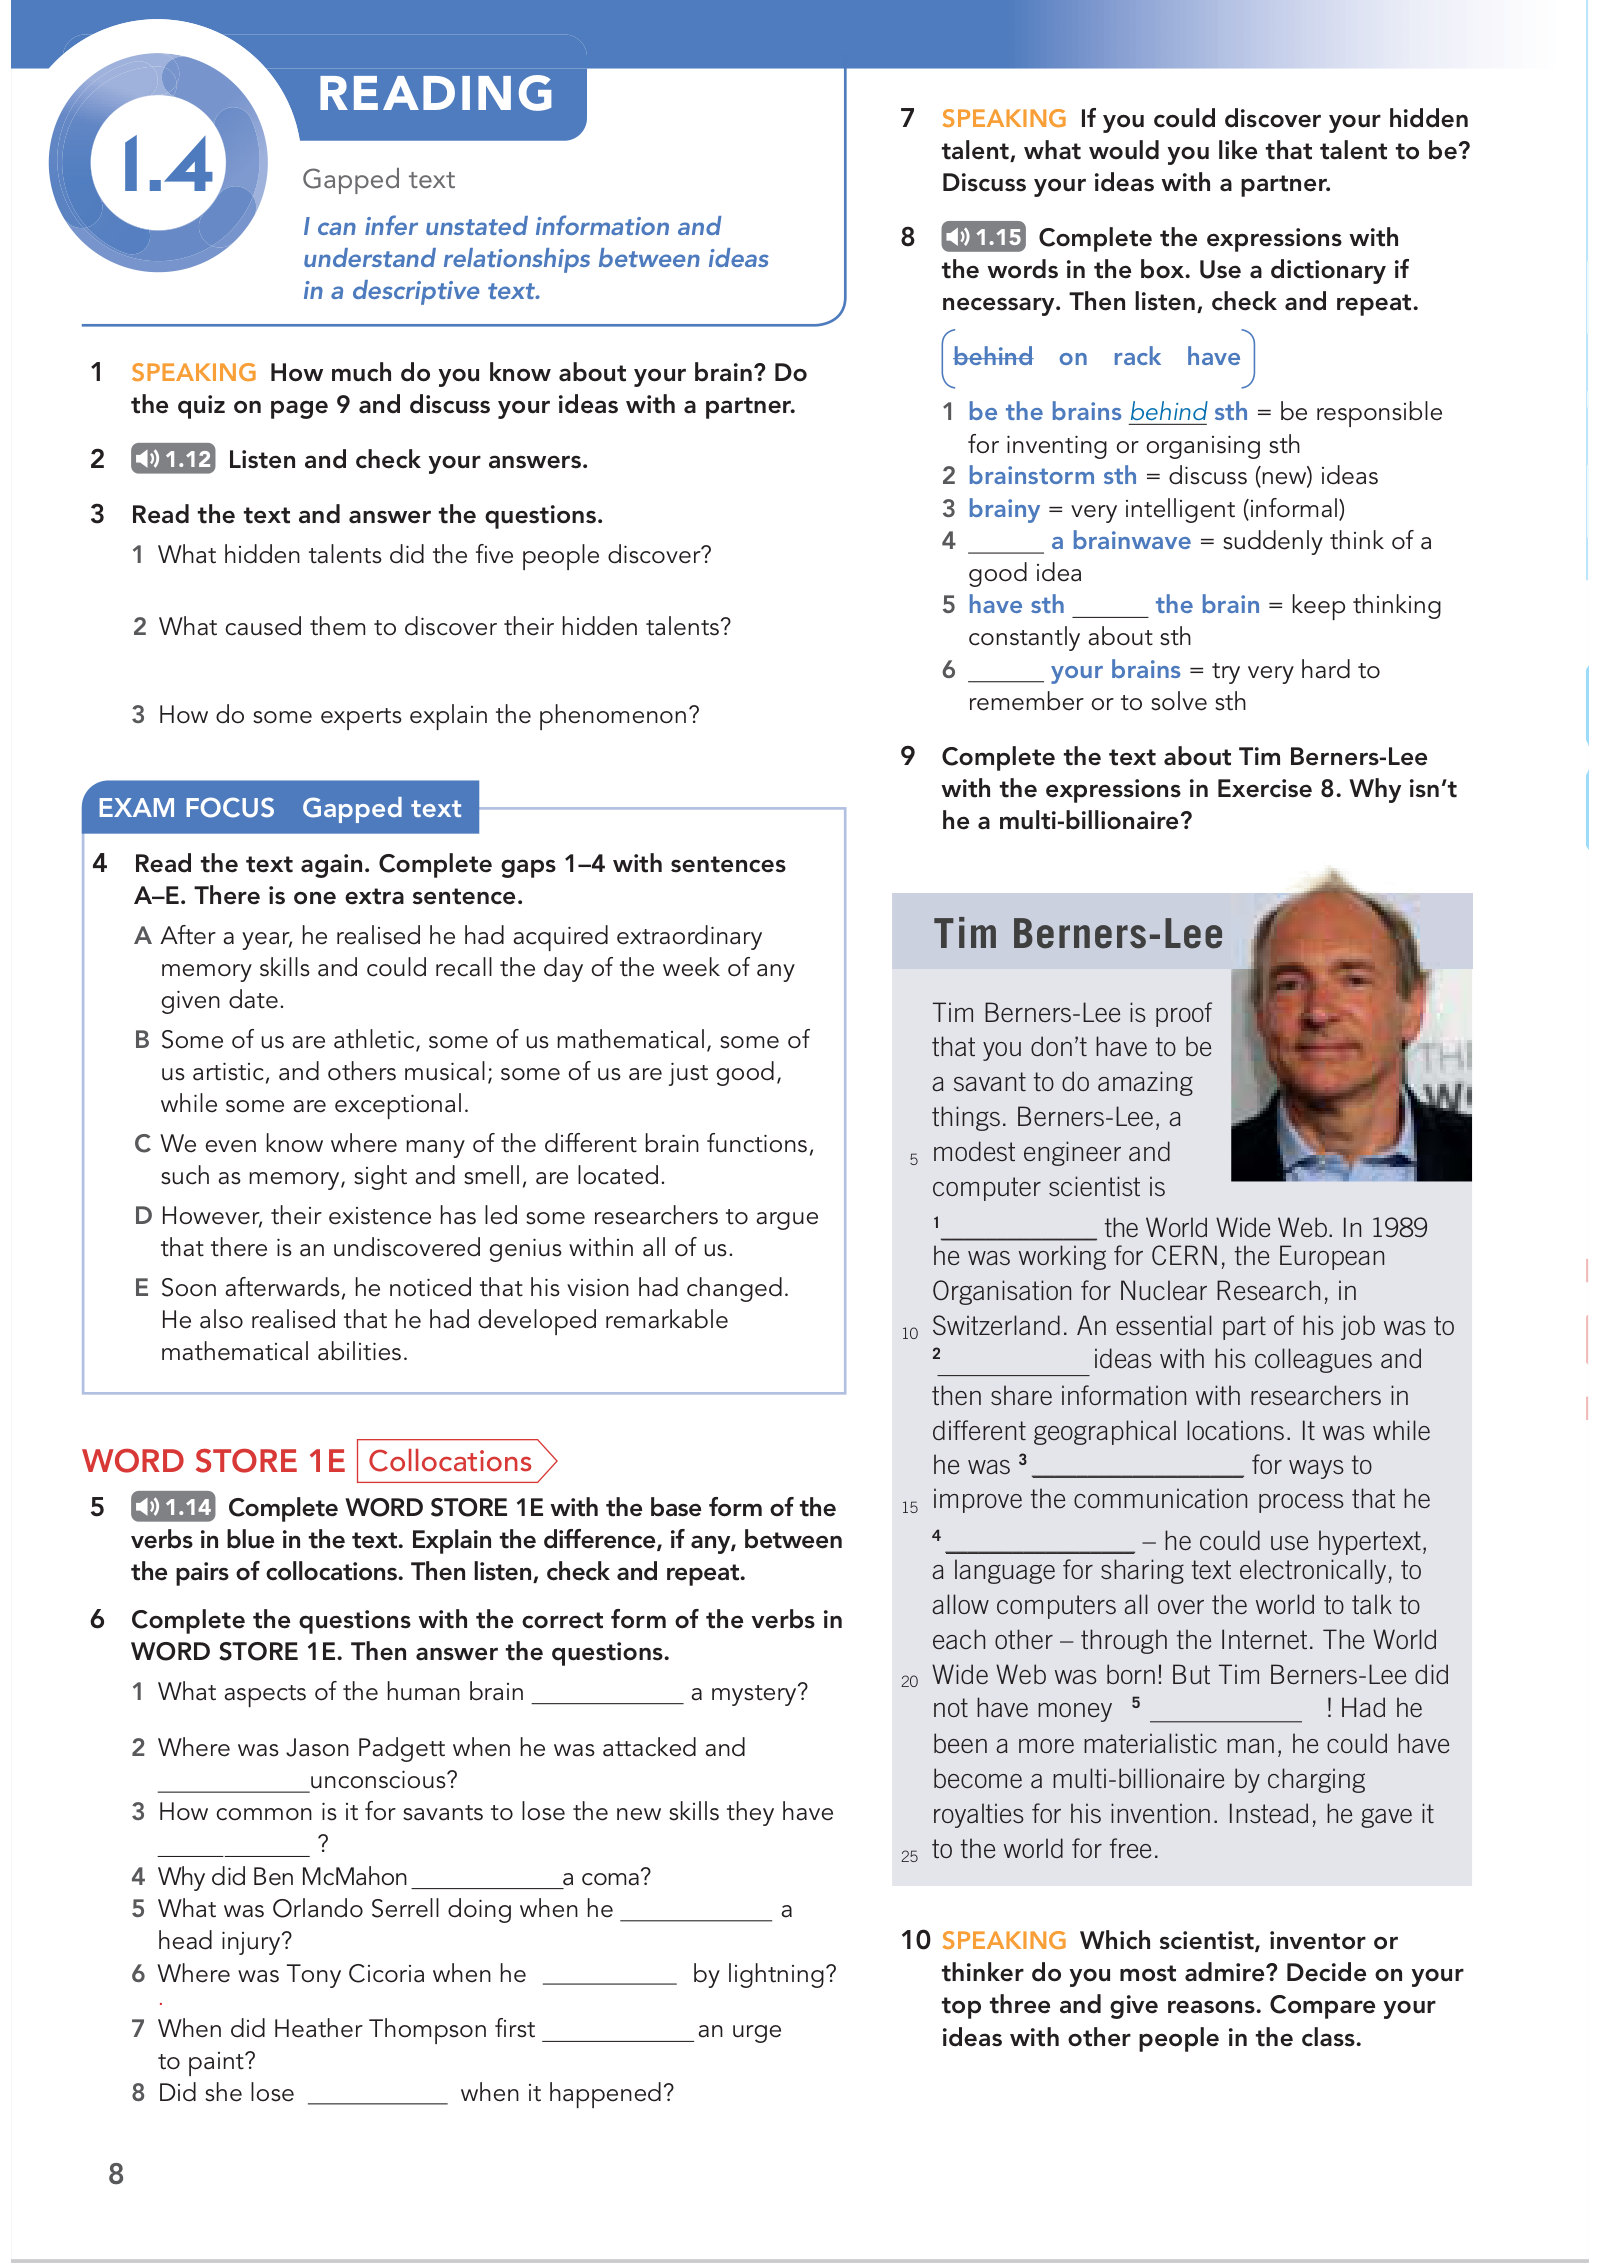 READING
1.4
Gapped text
I can infer unstated information and
understand relationships between ideas
in a descriptive text.
1 SPEAKING How much do you know about your brain? Do
the quiz on page 9 and discuss your ideas with a partner.
2 1.12 Listen and check your answers.
3 Read the text and answer the questions.
1 What hidden talents did the five people discover?
2 What caused them to discover their hidden talents?
3 How do some experts explain the phenomenon?
EXAM FOCUS Gapped text
4 Read the text again. Complete gaps 1–4 with sentences
A–E. There is one extra sentence.
A After a year, he realised he had acquired extraordinary
memory skills and could recall the day of the week of any
given date.
B Some of us are athletic, some of us mathematical, some of
us artistic, and others musical; some of us are just good,
while some are exceptional.
C We even know where many of the different brain functions,
such as memory, sight and smell, are located.
D However, their existence has led some researchers to argue
that there is an undiscovered genius within all of us.
E Soon afterwards, he noticed that his vision had changed.
He also realised that he had developed remarkable
mathematical abilities.
WORD STORE 1E Collocations
5 1.14 Complete WORD STORE 1E with the base form of the
verbs in blue in the text. Explain the difference, if any, between
the pairs of collocations. Then listen, check and repeat.
6 Complete the questions with the correct form of the verbs in
WORD STORE 1E. Then answer the questions.
1 What aspects of the human brain ____________ a mystery?
2 Where was Jason Padgett when he was attacked and
____________unconscious?
3 How common is it for savants to lose the new skills they have
____________ ?
4 Why did Ben McMahon ____________a coma?
5 What was Orlando Serrell doing when he ____________ a
head injury?
6 Where was Tony Cicoria when he ___________ by lightning?
7 When did Heather Thompson first ____________ an urge
to paint?
8 Did she lose ___________ when it happened?
8
7 SPEAKING If you could discover your hidden
talent, what would you like that talent to be?
Discuss your ideas with a partner.
8 1.15 Complete the expressions with
the words in the box. Use a dictionary if
necessary. Then listen, check and repeat.
behind on rack have
1 be the brains behind sth = be responsible
for inventing or organising sth
2 brainstorm sth = discuss (new) ideas
3 brainy = very intelligent (informal)
4 ______ a brainwave = suddenly think of a
good idea
5 have sth ______ the brain = keep thinking
constantly about sth
6 ______ your brains = try very hard to
remember or to solve sth
9 Complete the text about Tim Berners-Lee
with the expressions in Exercise 8. Why isn't
he a multi-billionaire?
Tim Berners-Lee
Tim Berners-Lee is proof
that you don't have to be
a savant to do amazing
things. Berners-Lee, a
5 modest engineer and
computer scientist is
1____________ the World Wide Web. In 1989
he was working for CERN, the European
Organisation for Nuclear Research, in
10 Switzerland. An essential part of his job was to
2____________ ideas with his colleagues and
then share information with researchers in
different geographical locations. It was while
he was 3________________ for ways to
15 improve the communication process that he
4______________ – he could use hypertext,
a language for sharing text electronically, to
allow computers all over the world to talk to
each other – through the Internet. The World
20 Wide Web was born! But Tim Berners-Lee did
not have money 5____________ ! Had he
been a more materialistic man, he could have
become a multi-billionaire by charging
royalties for his invention. Instead, he gave it
25 to the world for free.
10 SPEAKING Which scientist, inventor or
thinker do you most admire? Decide on your
top three and give reasons. Compare your
ideas with other people in the class.